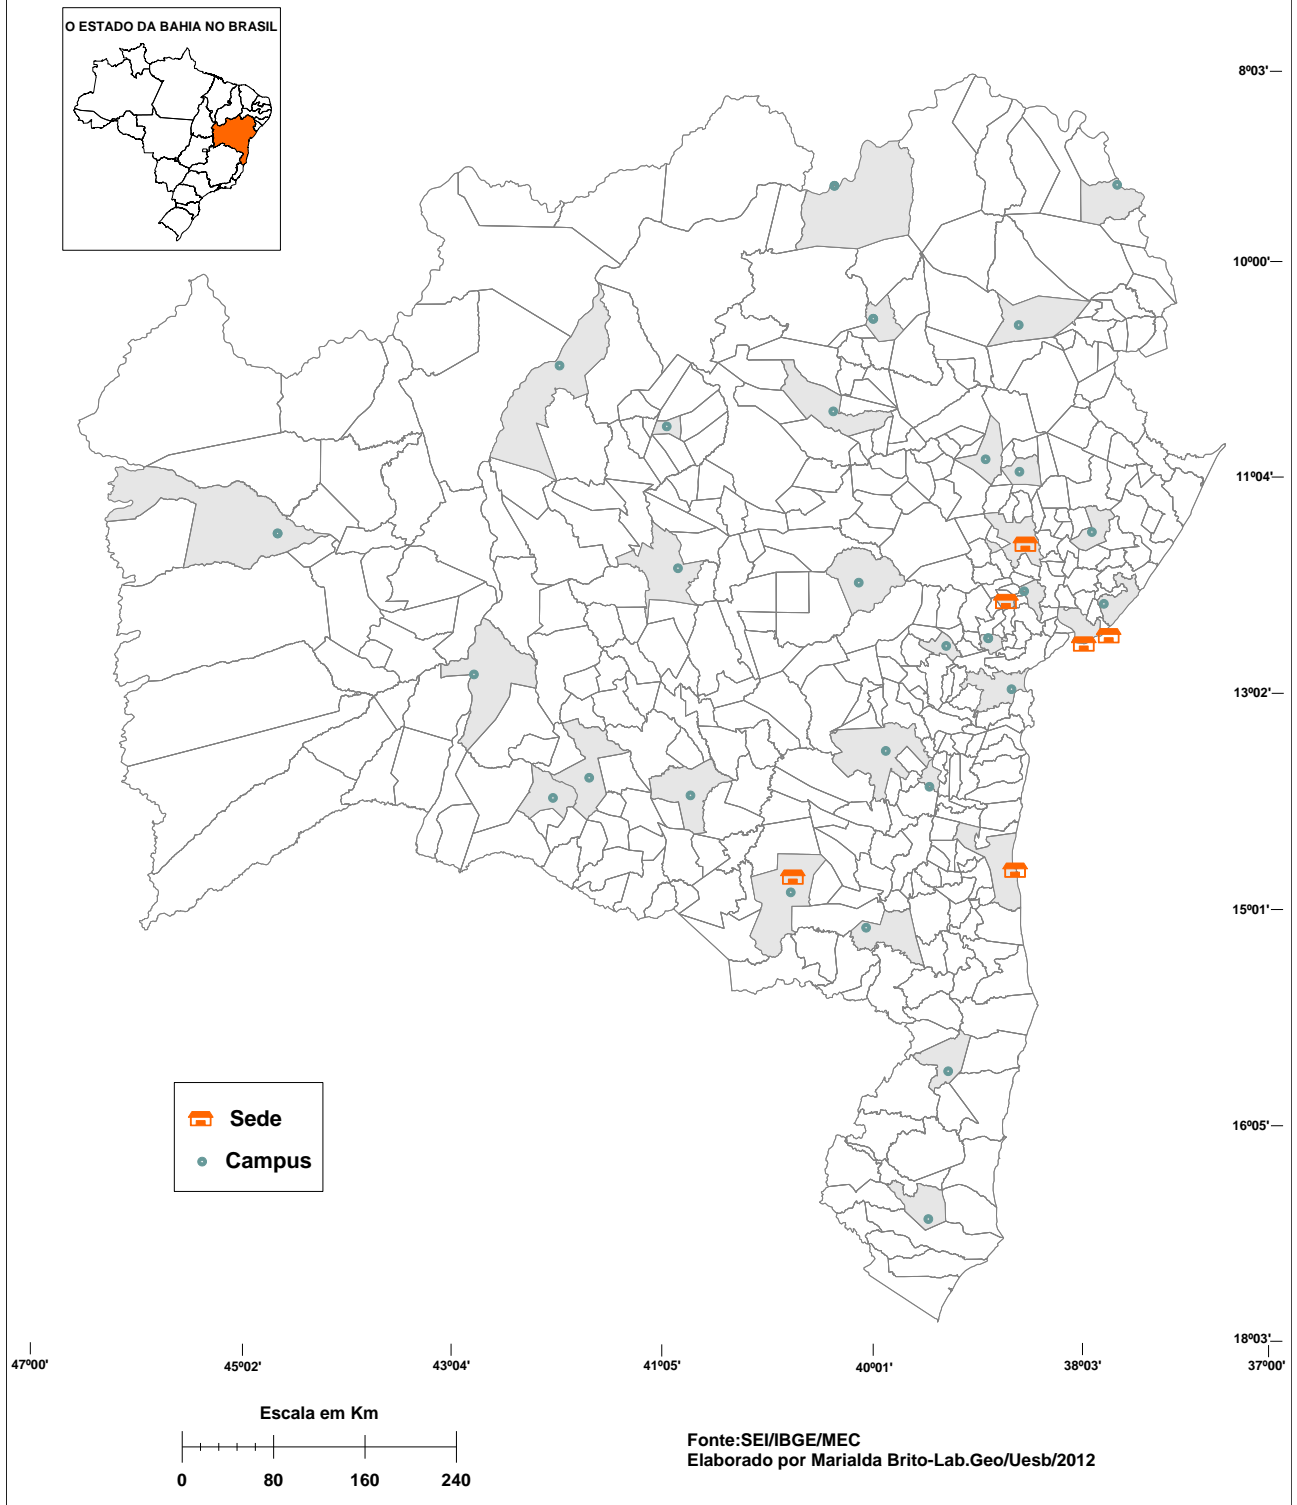 O ESTADO DA BAHIA NO BRASIL
8º03'
10º00'
11º04'
13º02'
15º01'
16º05'
18º03'
Sede
Campus
47º00'
45º02'
43º04'
41º05'
40º01'
38º03'
37º00'
Escala em Km
0 80 160 240
Fonte:SEI/IBGE/MEC
Elaborado por Marialda Brito-Lab.Geo/Uesb/2012